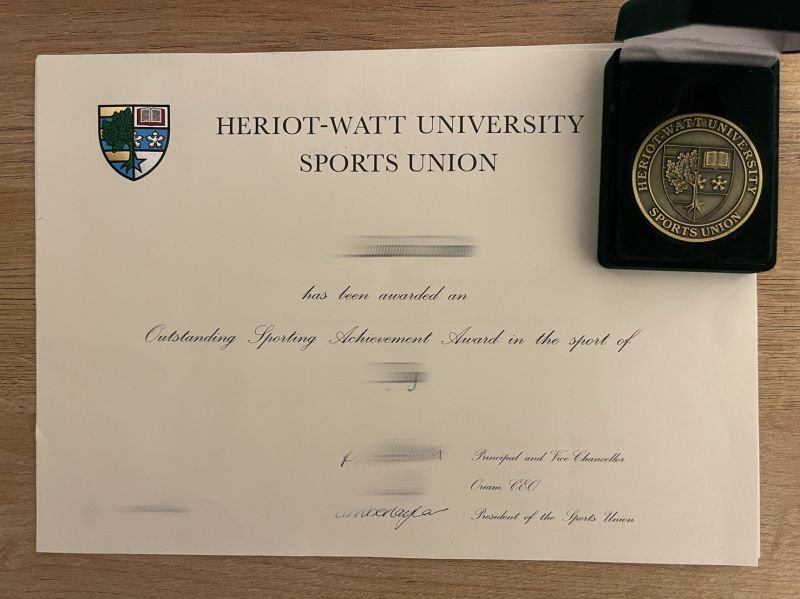 HERIOT-WATT UNIVERSITY
SPORTS UNION
has been awarded an
Outstanding Sporting Achievement Award in the sport of
Principal and Vice Chancellor
Oriam CEO
President of the Sports Union
HERIOT-WATT UNIVERSITY
SPORTS UNION